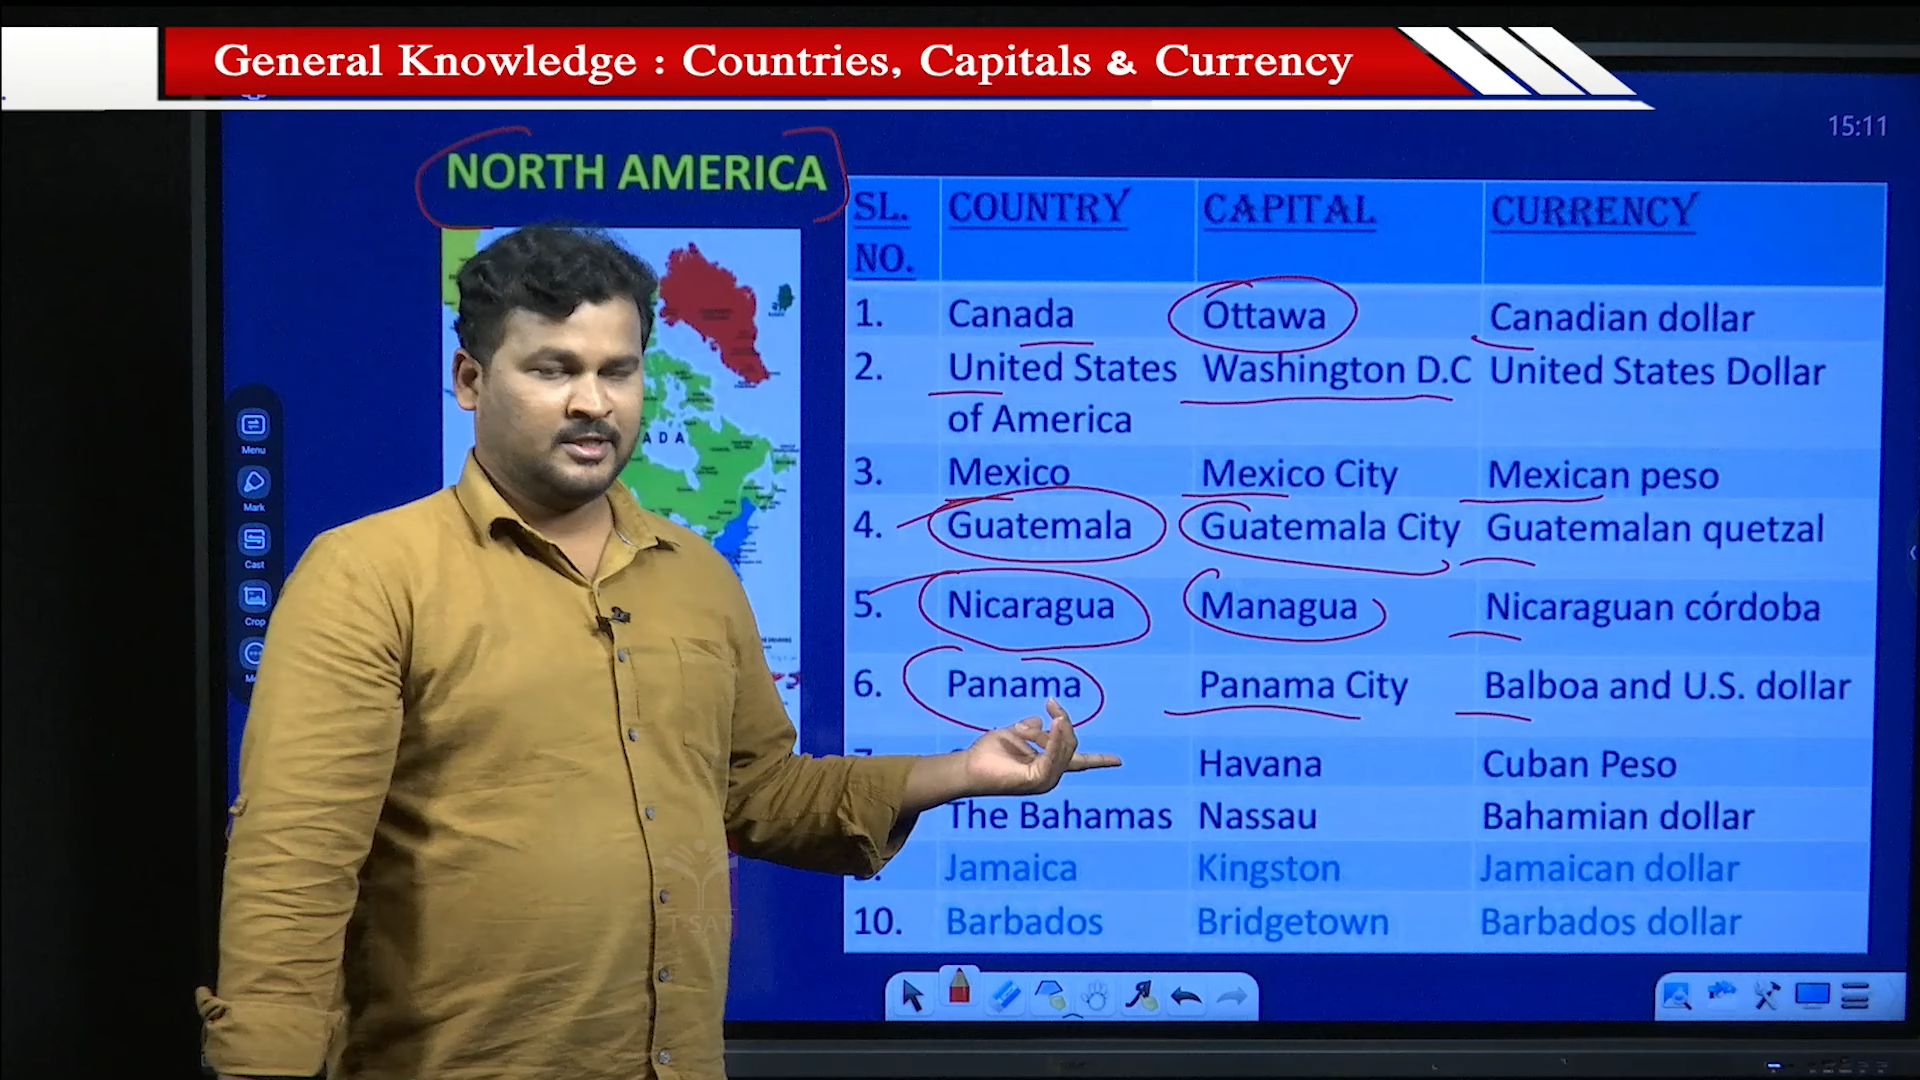 General Knowledge : Countries, Capitals & Currency
15:11
NORTH AMERICA
SL. NO. COUNTRY CAPITAL CURRENCY
1. Canada Ottawa Canadian dollar
2. United States of America Washington D.C United States Dollar
3. Mexico Mexico City Mexican peso
4. Guatemala Guatemala City Guatemalan quetzal
5. Nicaragua Managua Nicaraguan córdoba
6. Panama Panama City Balboa and U.S. dollar
Havana Cuban Peso
The Bahamas Nassau Bahamian dollar
Jamaica Kingston Jamaican dollar
10. Barbados Bridgetown Barbados dollar
Menu
Mark
Cast
Crop
ADA
T-SAT